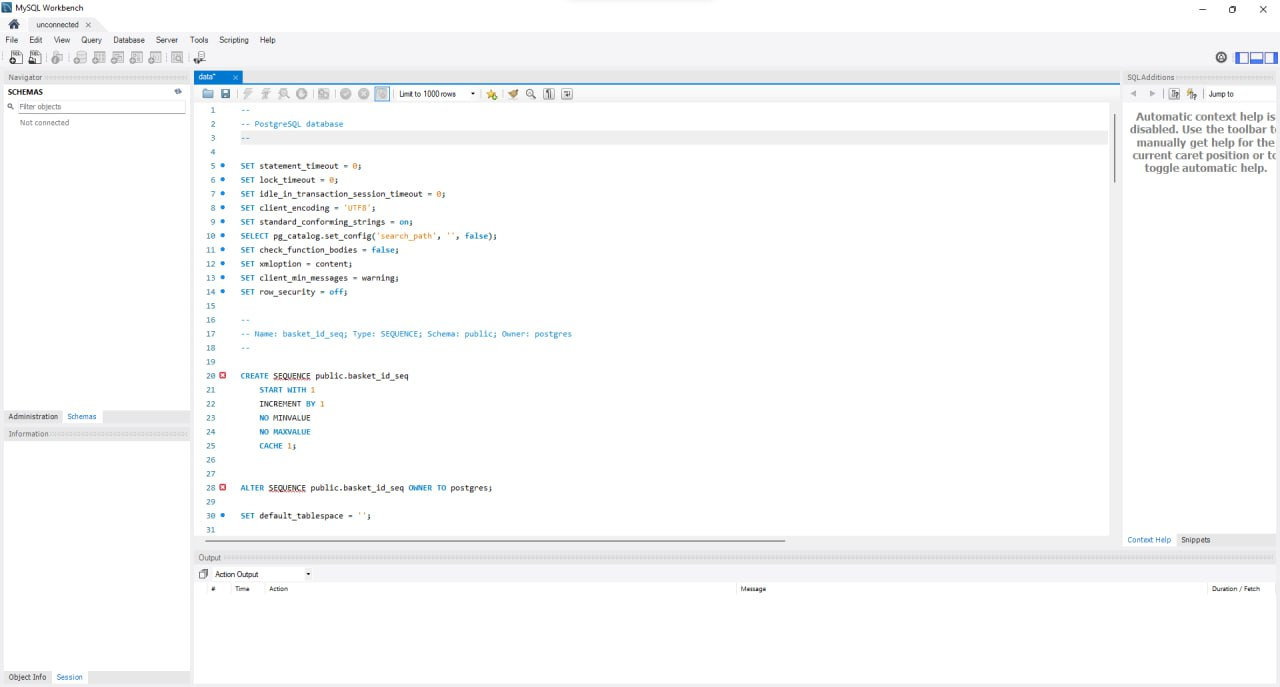 MySQL Workbench
unconnected
File Edit View Query Database Server Tools Scripting Help
Navigator
SCHEMAS
Filter objects
Not connected
Administration Schemas
Information
Object Info Session
data*
Limit to 1000 rows
1 --
2 -- PostgreSQL database
3 --
4
5 SET statement_timeout = 0;
6 SET lock_timeout = 0;
7 SET idle_in_transaction_session_timeout = 0;
8 SET client_encoding = 'UTF8';
9 SET standard_conforming_strings = on;
10 SELECT pg_catalog.set_config('search_path', '', false);
11 SET check_function_bodies = false;
12 SET xmloption = content;
13 SET client_min_messages = warning;
14 SET row_security = off;
15
16 --
17 -- Name: basket_id_seq; Type: SEQUENCE; Schema: public; Owner: postgres
18 --
19
20 CREATE SEQUENCE public.basket_id_seq
21 START WITH 1
22 INCREMENT BY 1
23 NO MINVALUE
24 NO MAXVALUE
25 CACHE 1;
26
27
28 ALTER SEQUENCE public.basket_id_seq OWNER TO postgres;
29
30 SET default_tablespace = '';
31
SQLAdditions
Jump to
Automatic context help is
disabled. Use the toolbar t
manually get help for the
current caret position or to
toggle automatic help.
Context Help Snippets
Output
Action Output
# Time Action Message Duration / Fetch